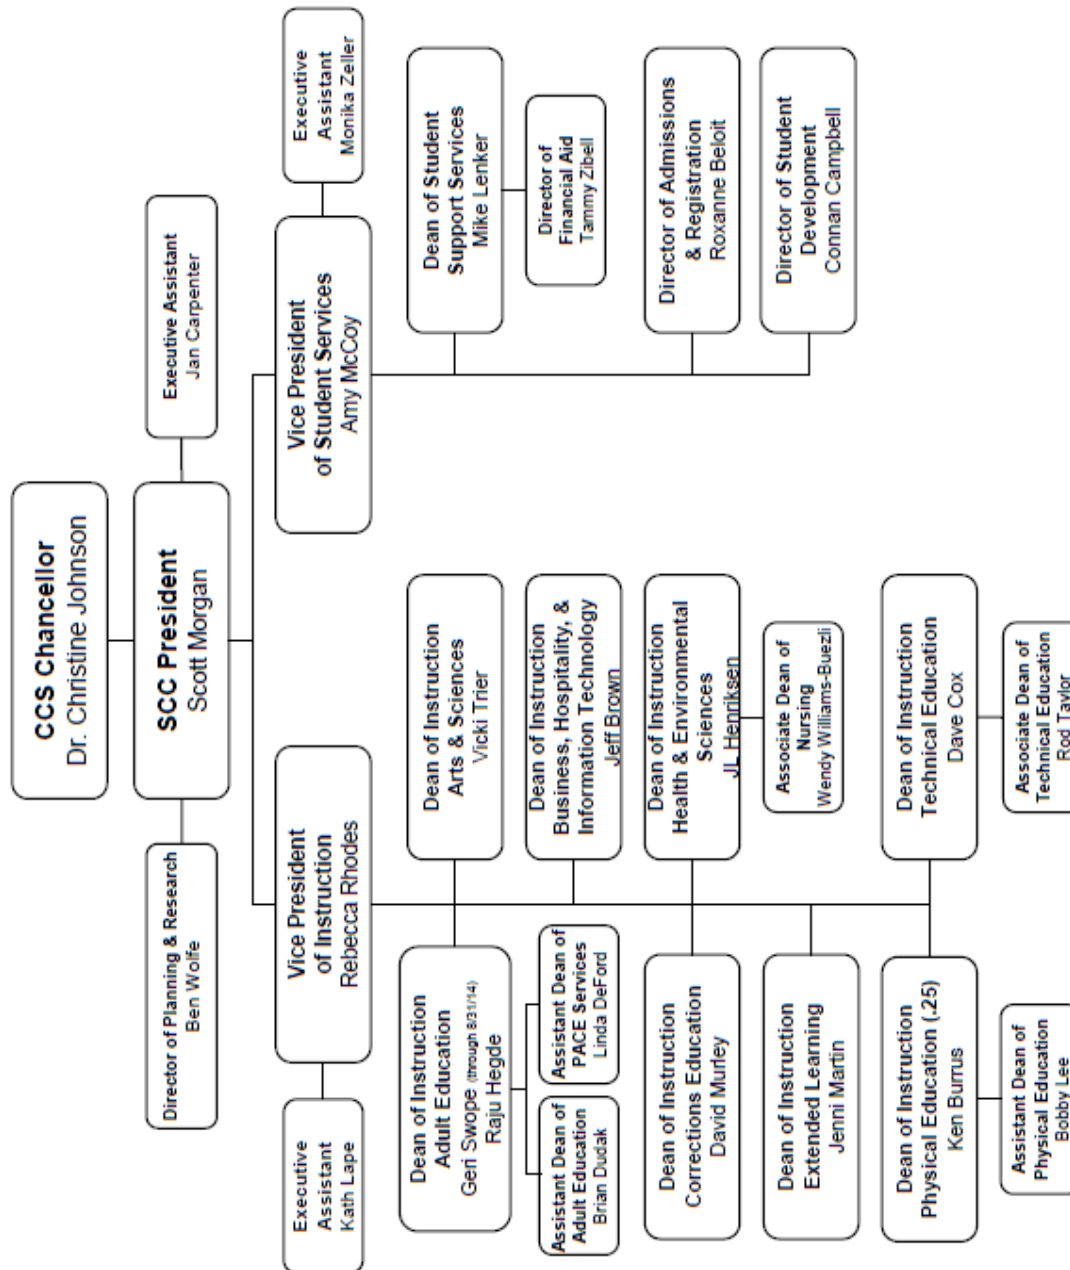 CCS Chancellor
Dr. Christine Johnson
SCC President
Scott Morgan
Director of Planning & Research
Ben Wolfe
Executive Assistant
Jan Carpenter
Vice President
of Instruction
Rebecca Rhodes
Executive
Assistant
Kath Lape
Vice President
of Student Services
Amy McCoy
Executive
Assistant
Monika Zeller
Dean of Instruction
Adult Education
Geri Swope (through 8/31/14)
Raju Hegde
Assistant Dean of
Adult Education
Brian Dudak
Assistant Dean of
PACE Services
Linda DeFord
Dean of Instruction
Corrections Education
David Murley
Dean of Instruction
Extended Learning
Jenni Martin
Dean of Instruction
Physical Education (.25)
Ken Burrus
Assistant Dean of
Physical Education
Bobby Lee
Dean of Instruction
Arts & Sciences
Vicki Trier
Dean of Instruction
Business, Hospitality, &
Information Technology
Jeff Brown
Dean of Instruction
Health & Environmental
Sciences
JL Henriksen
Associate Dean of
Nursing
Wendy Williams-Buezli
Dean of Instruction
Technical Education
Dave Cox
Associate Dean of
Technical Education
Rod Taylor
Dean of Student
Support Services
Mike Lenker
Director of
Financial Aid
Tammy Zibell
Director of Admissions
& Registration
Roxanne Beloit
Director of Student
Development
Connan Campbell